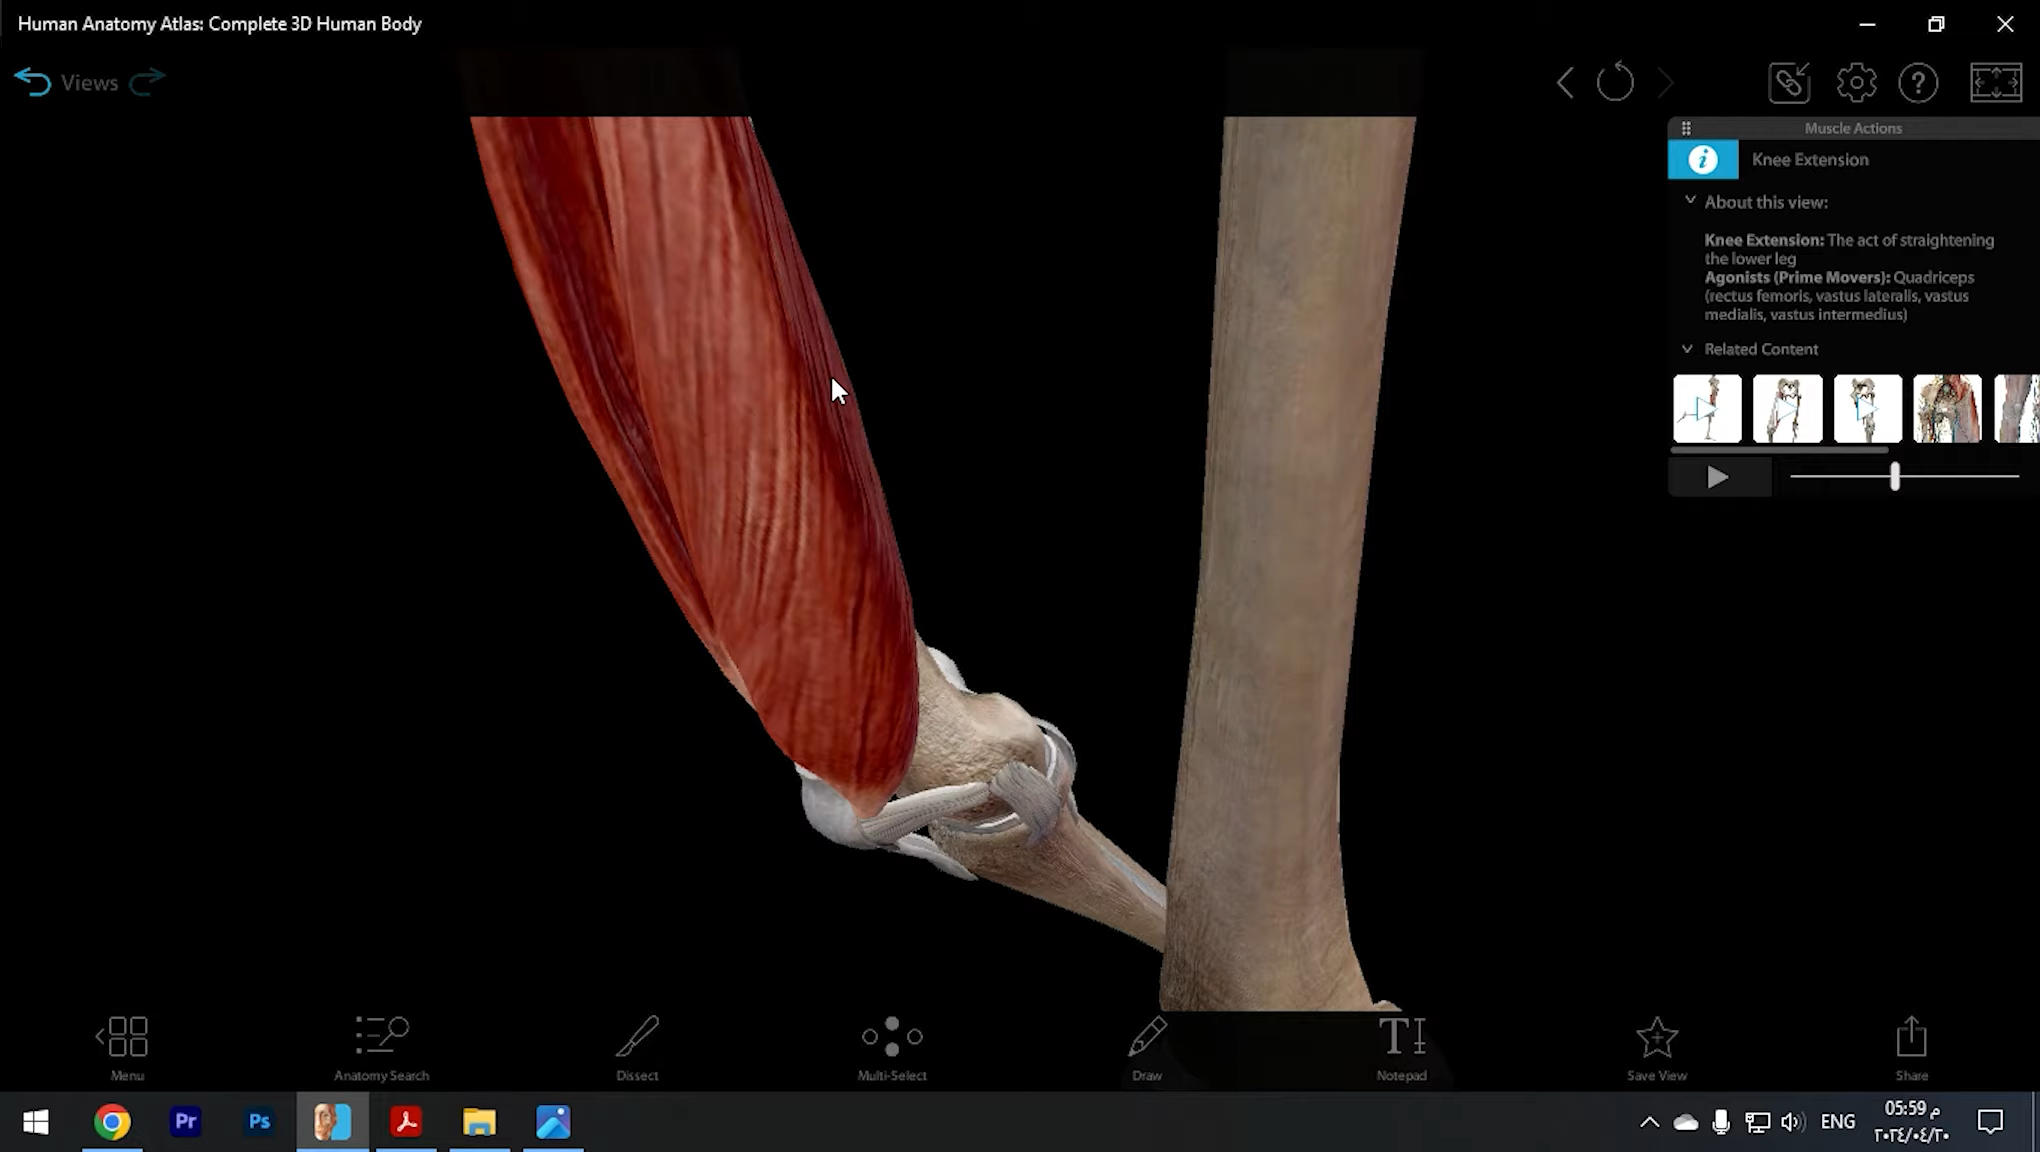 Human Anatomy Atlas: Complete 3D Human Body
Views
Muscle Actions
i
Knee Extension
About this view:
Knee Extension: The act of straightening
the lower leg
Agonists (Prime Movers): Quadriceps
(rectus femoris, vastus lateralis, vastus
medialis, vastus intermedius)
Related Content
Menu
Anatomy Search
Dissect
Multi-Select
Draw
Notepad
Save View
Share
Pr
Ps
ENG
05:59 م
٢٠٢٤/٠٤/٢٠